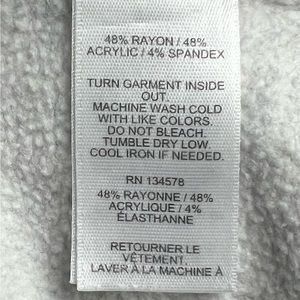 48% RAYON / 48%
ACRYLIC / 4% SPANDEX
TURN GARMENT INSIDE
OUT.
MACHINE WASH COLD
WITH LIKE COLORS.
DO NOT BLEACH.
TUMBLE DRY LOW.
COOL IRON IF NEEDED.
RN 134578
48% RAYONNE / 48%
ACRYLIQUE / 4%
ÉLASTHANNE
RETOURNER LE
VÊTEMENT.
LAVER À LA MACHINE À